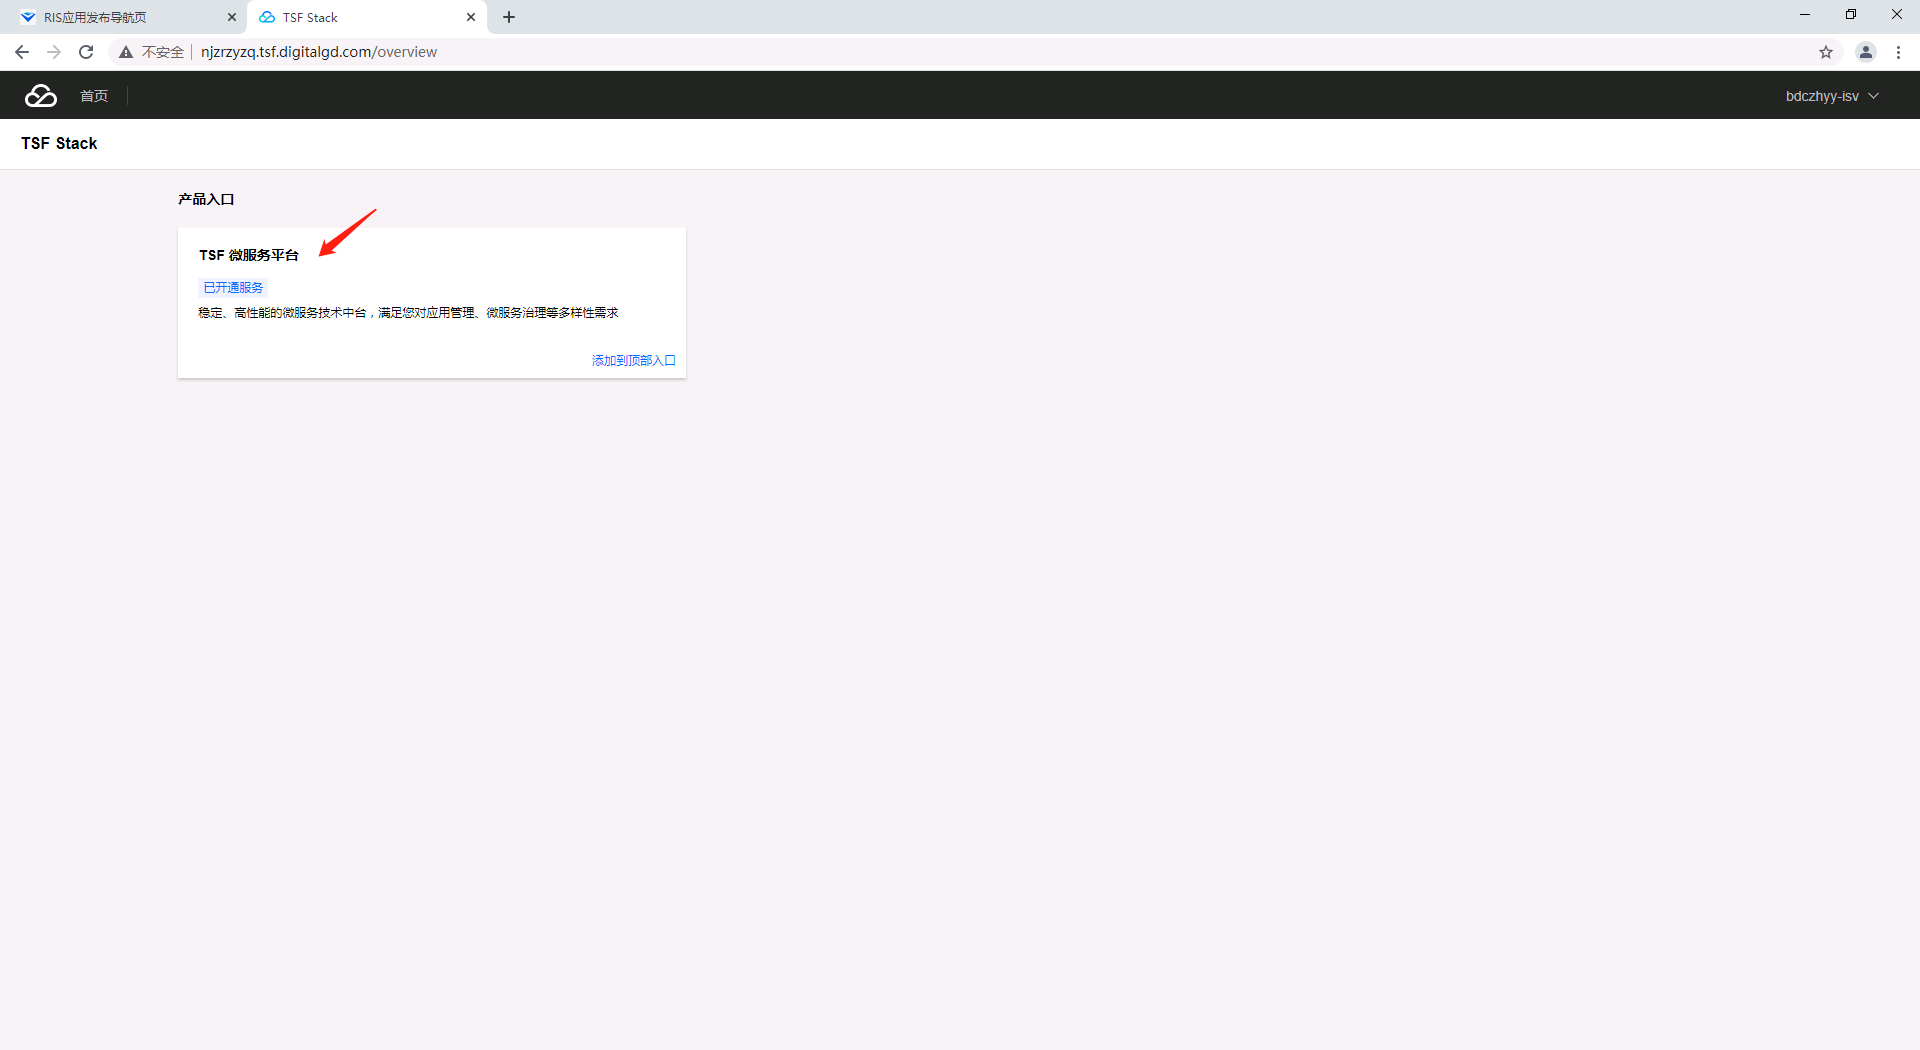 RIS应用发布导航页
TSF Stack
不安全
njzrzyzq.tsf.digitalgd.com/overview
首页
bdczhyy-isv
TSF Stack
产品入口
TSF 微服务平台
已开通服务
稳定、高性能的微服务技术中台，满足您对应用管理、微服务治理等多样性需求
添加到顶部入口